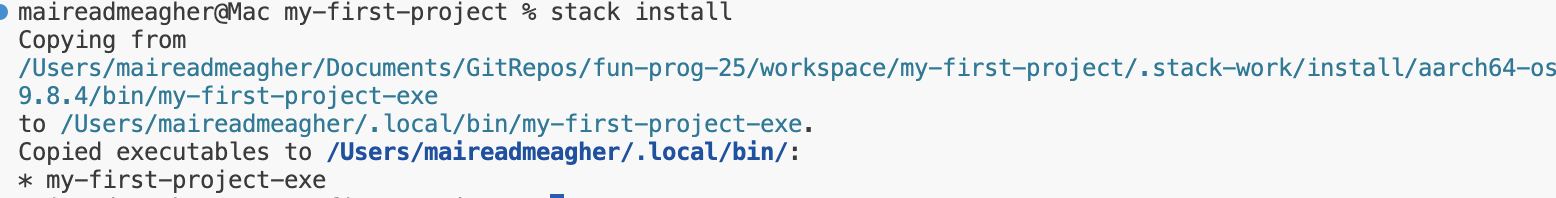 maireadmeagher@Mac my-first-project % stack install
Copying from
/Users/maireadmeagher/Documents/GitRepos/fun-prog-25/workspace/my-first-project/.stack-work/install/aarch64-os
9.8.4/bin/my-first-project-exe
to /Users/maireadmeagher/.local/bin/my-first-project-exe.
Copied executables to /Users/maireadmeagher/.local/bin/:
* my-first-project-exe